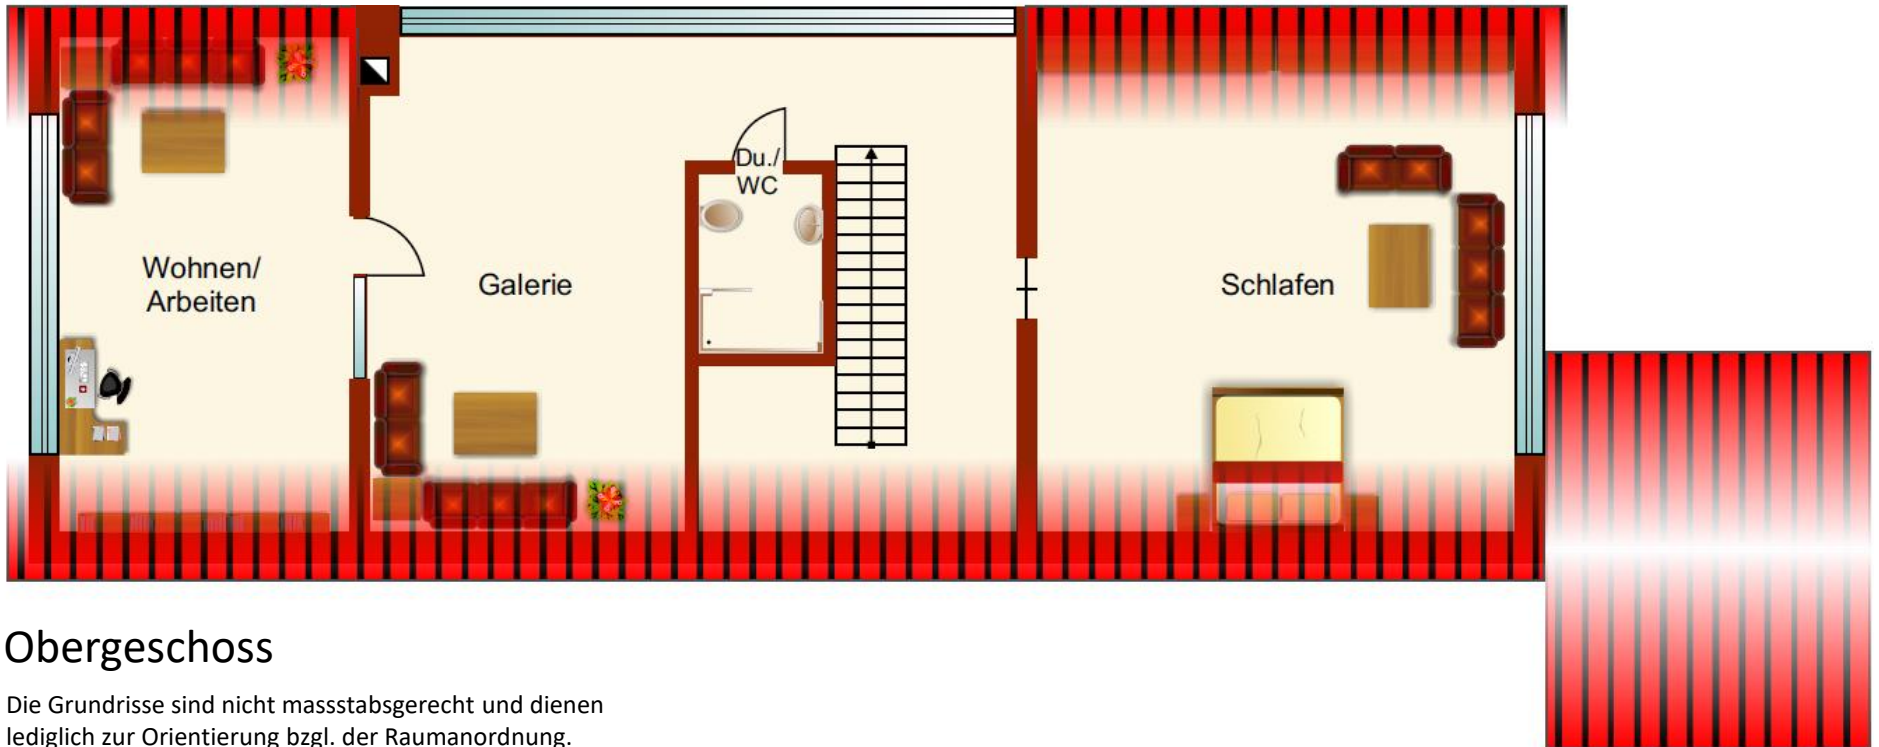 Du./
WC
Wohnen/
Arbeiten
Galerie
Schlafen
Obergeschoss
Die Grundrisse sind nicht massstabsgerecht und dienen
lediglich zur Orientierung bzgl. der Raumanordnung.